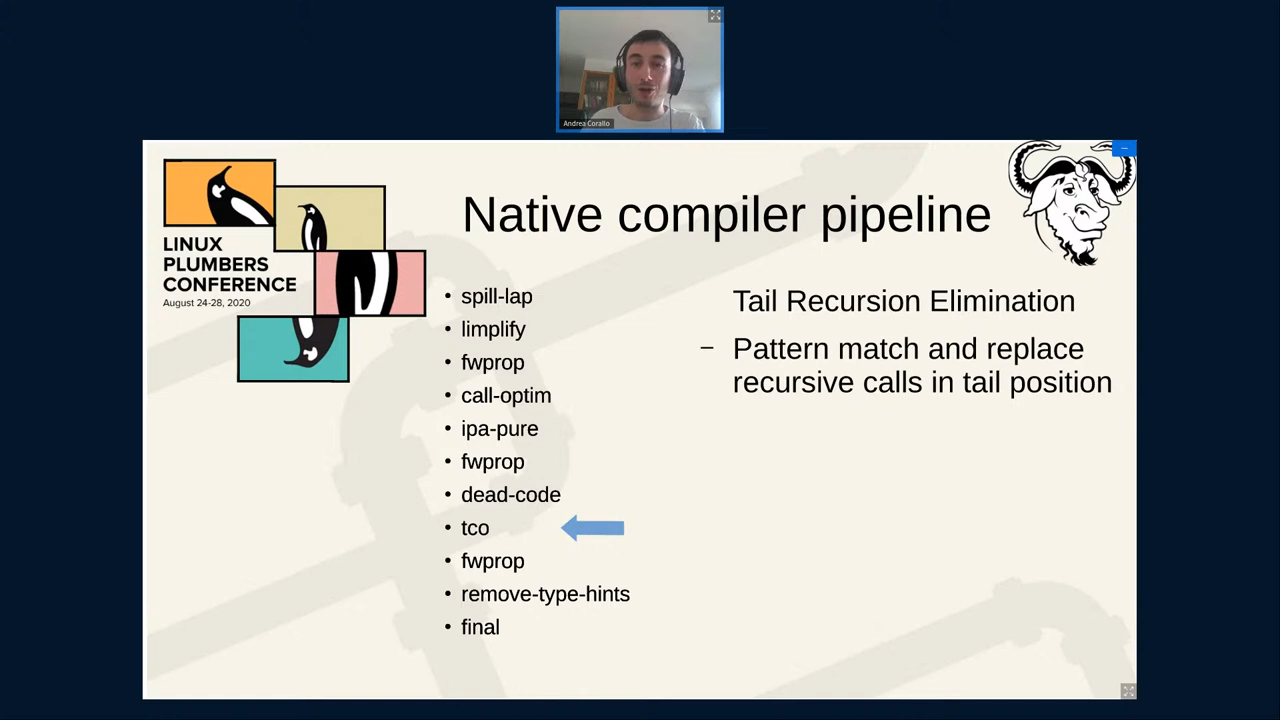 Andrea Corallo
LINUX
PLUMBERS
CONFERENCE
August 24-28, 2020
Native compiler pipeline
• spill-lap
• limplify
• fwprop
• call-optim
• ipa-pure
• fwprop
• dead-code
• tco
• fwprop
• remove-type-hints
• final
Tail Recursion Elimination
– Pattern match and replace
recursive calls in tail position